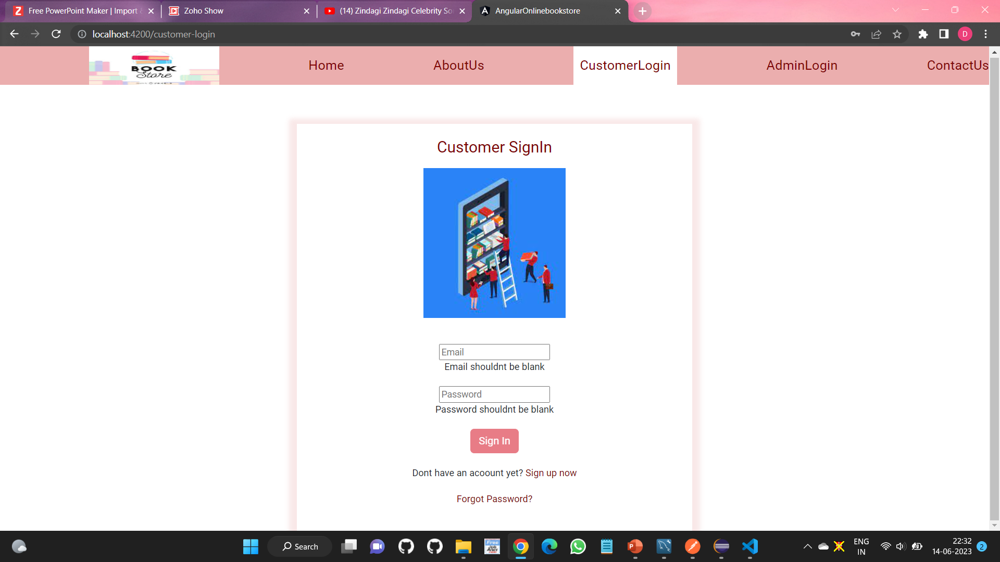 Free PowerPoint Maker | Import &
Zoho Show
(14) Zindagi Zindagi Celebrity So
AngularOnlinebookstore
localhost:4200/customer-login
D
BOOK
Store
Home
AboutUs
CustomerLogin
AdminLogin
ContactUs
Customer SignIn
Email
Email shouldnt be blank
Password
Password shouldnt be blank
Sign In
Dont have an acoount yet? Sign up now
Forgot Password?
Search
ENG
IN
22:32
14-06-2023
2